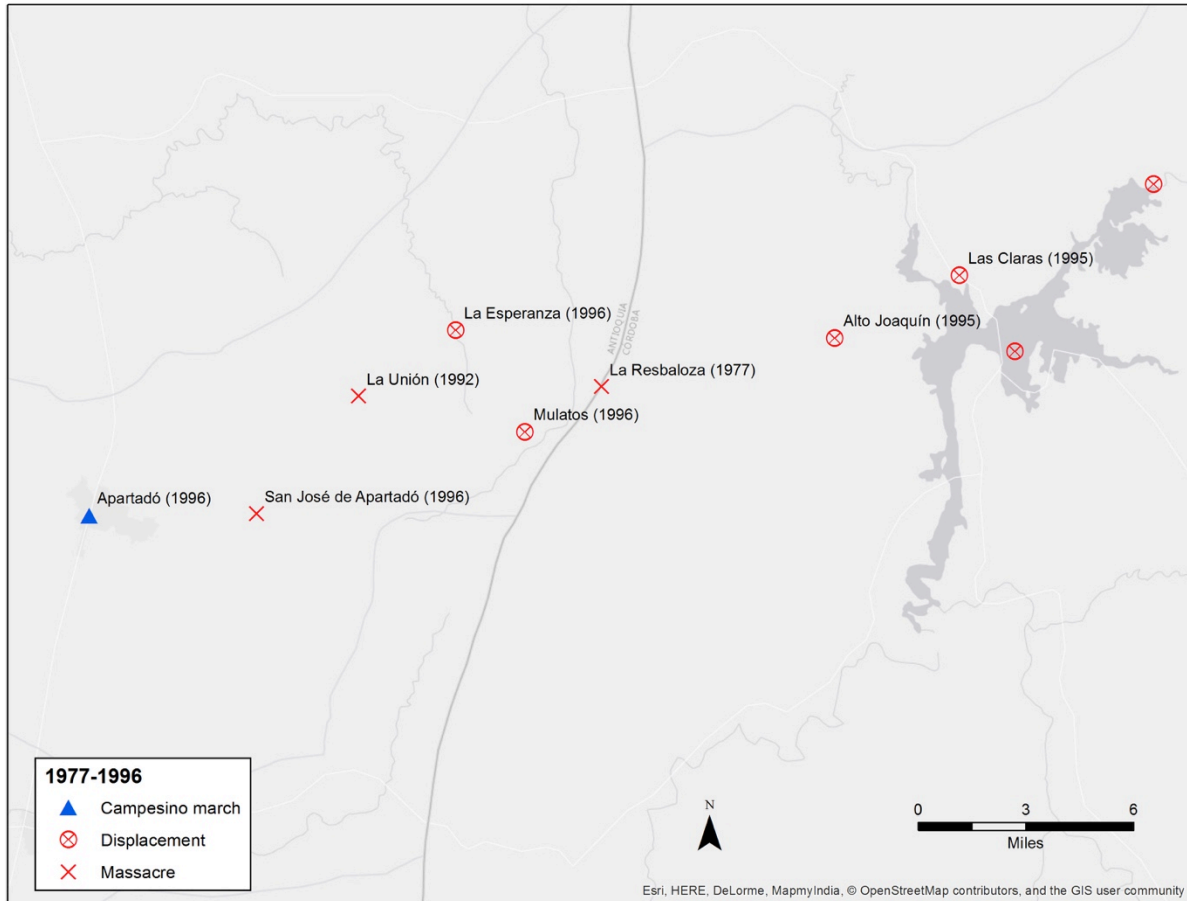 Las Claras (1995)
La Esperanza (1996)
ANTIOQUIA
CÓRDOBA
Alto Joaquín (1995)
La Unión (1992)
La Resbaloza (1977)
Mulatos (1996)
Apartadó (1996)
San José de Apartadó (1996)
1977-1996
Campesino march
Displacement
Massacre
N
0 3 6
Miles
Esri, HERE, DeLorme, MapmyIndia, © OpenStreetMap contributors, and the GIS user community